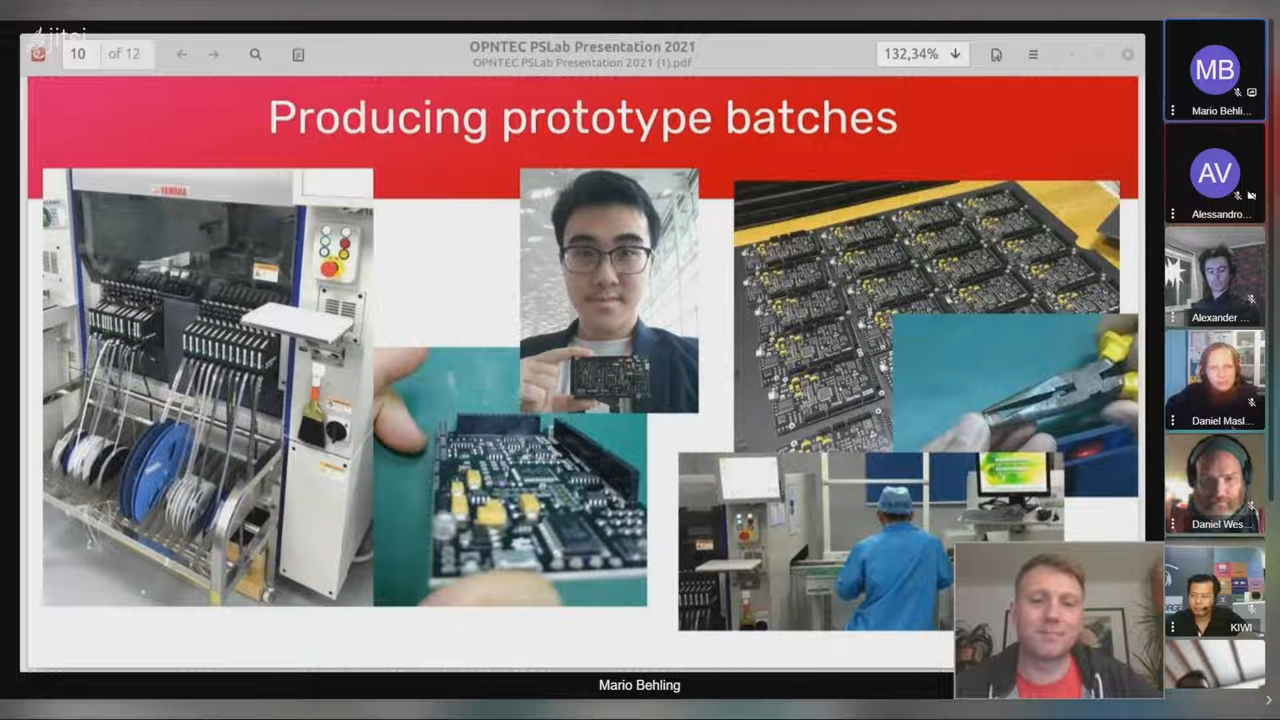 jitsi
10 of 12
OPNTEC PSLab Presentation 2021
OPNTEC PSLab Presentation 2021 (1).pdf
132,34%
Producing prototype batches
YAMAHA
MB
Mario Behli...
AV
Alessandro...
Alexander ...
Daniel Masl...
Daniel Wes...
KIWI
Mario Behling